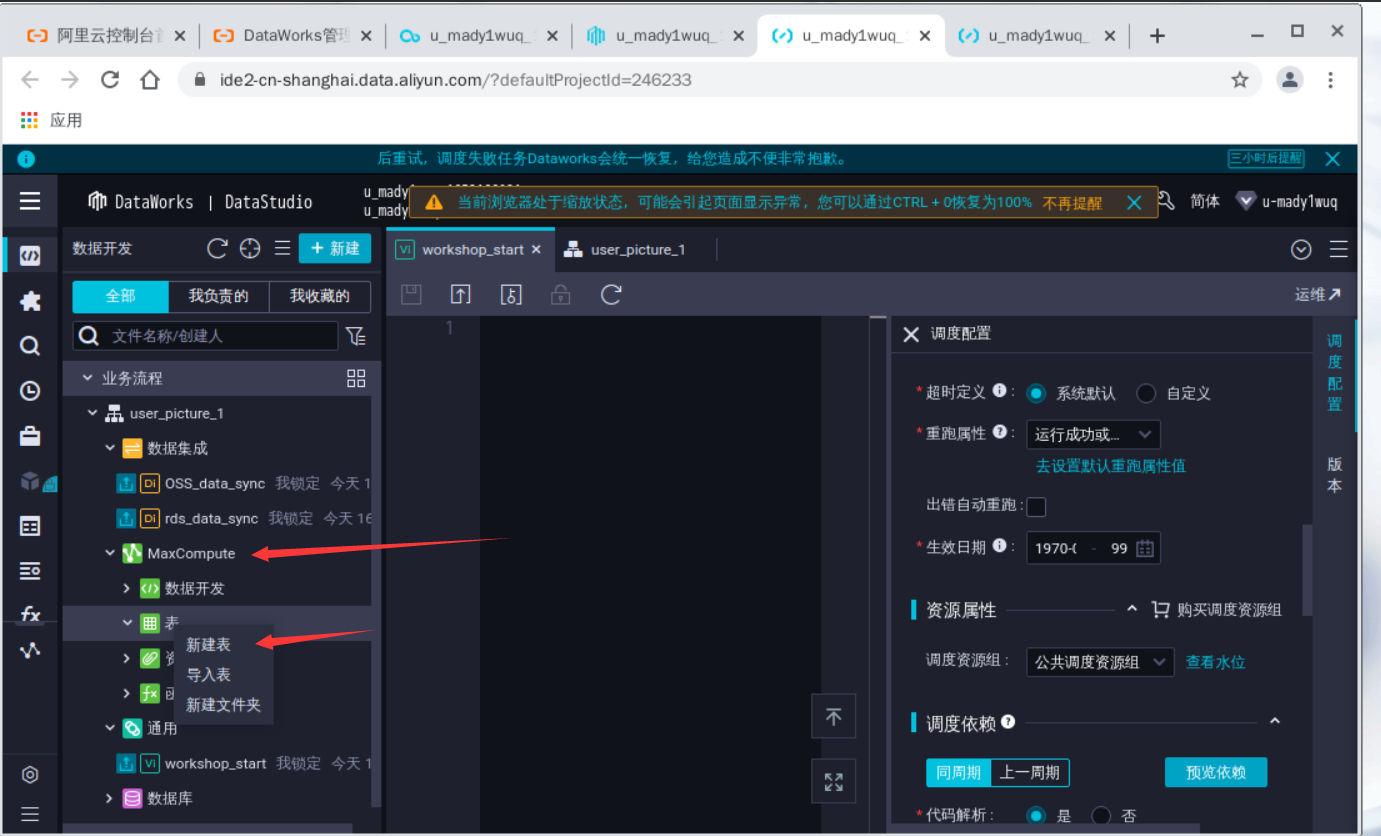 阿里云控制台首
DataWorks管理
u_mady1wuq_
u_mady1wuq_
u_mady1wuq_
u_mady1wuq_
ide2-cn-shanghai.data.aliyun.com/?defaultProjectId=246233
应用
后重试，调度失败任务Dataworks会统一恢复，给您造成不便非常抱歉。
三小时后提醒
DataWorks | DataStudio
u_mady
u_mady
当前浏览器处于缩放状态，可能会引起页面显示异常，您可以通过CTRL + 0恢复为100% 不再提醒
简体
u-mady1wuq
数据开发
+ 新建
VI workshop_start
user_picture_1
全部 我负责的 我收藏的
运维
文件名称/创建人
1
调度配置
调度配置
版本
业务流程
user_picture_1
数据集成
Di OSS_data_sync 我锁定 今天 1
Di rds_data_sync 我锁定 今天 16
MaxCompute
数据开发
表
新建表
导入表
新建文件夹
fx
通用
VI workshop_start 我锁定 今天 1
数据库
* 超时定义 : 系统默认 自定义
* 重跑属性 : 运行成功或...
去设置默认重跑属性值
出错自动重跑 :
* 生效日期 : 1970-( - 99
资源属性 购买调度资源组
调度资源组 : 公共调度资源组 查看水位
调度依赖
同周期 上一周期 预览依赖
* 代码解析 : 是 否